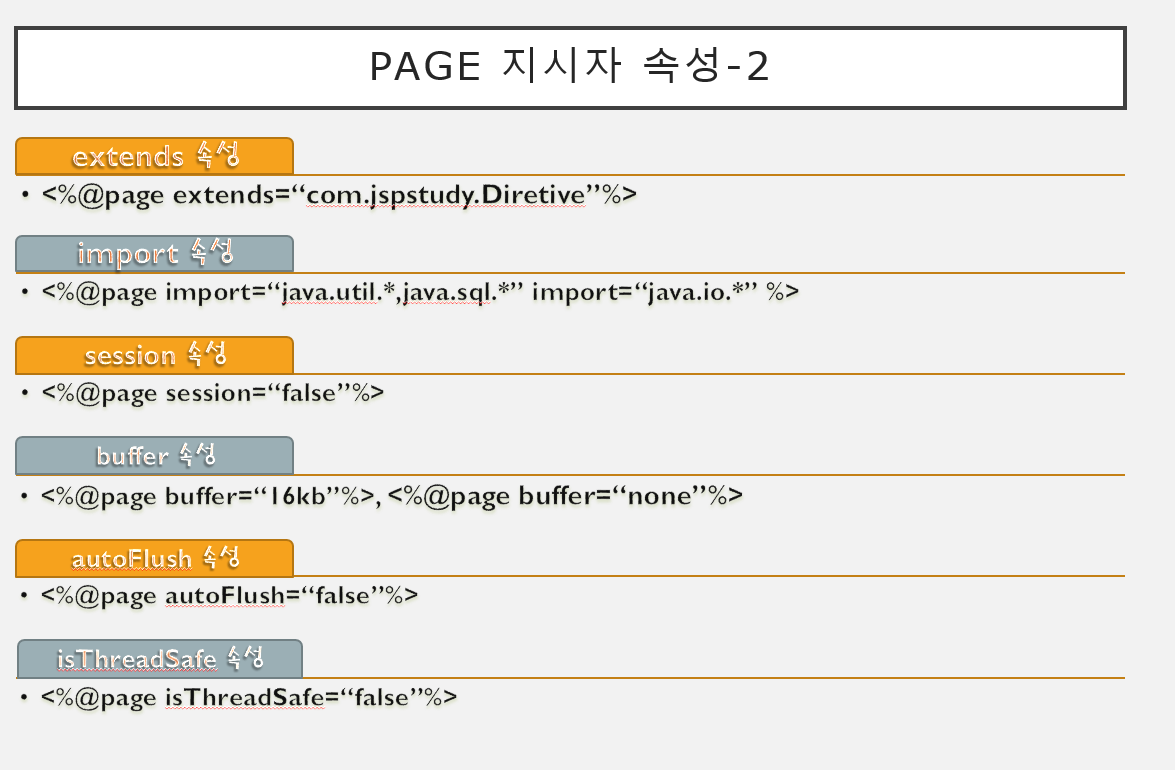 PAGE 지시자 속성-2
extends 속성
• <%@page extends=“com.jspstudy.Diretive”%>
import 속성
• <%@page import=“java.util.*,java.sql.*” import=“java.io.*” %>
session 속성
• <%@page session=“false”%>
buffer 속성
• <%@page buffer=“16kb”%>, <%@page buffer=“none”%>
autoFlush 속성
• <%@page autoFlush=“false”%>
isThreadSafe 속성
• <%@page isThreadSafe=“false”%>